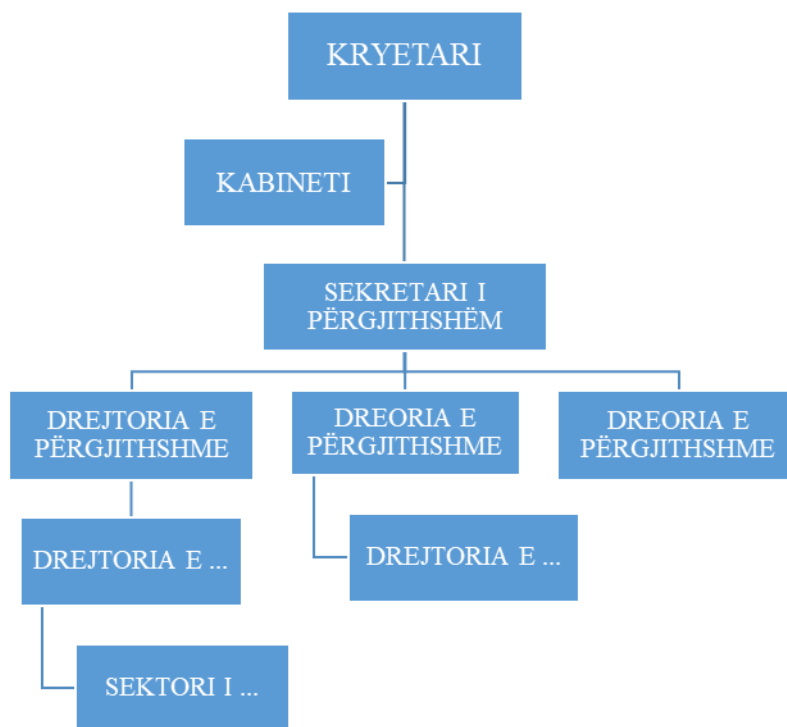 KRYETARI
KABINETI
SEKRETARI I
PËRGJITHSHËM
DREJTORIA E
PËRGJITHSHME
DREORIA E
PËRGJITHSHME
DREORIA E
PËRGJITHSHME
DREJTORIA E ...
DREJTORIA E ...
SEKTORI I ...